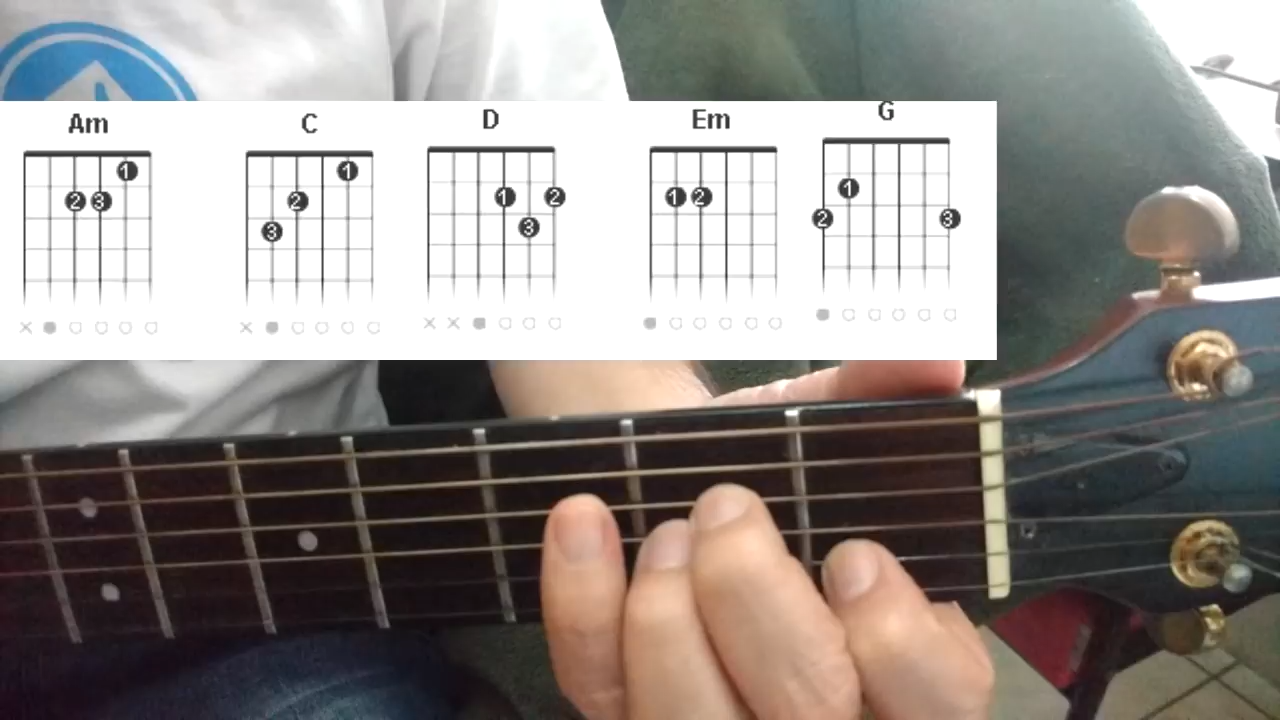 Am C D Em G
1 1
2 3 2 1 2 1 2 1
3 3 2 3
× × × ×